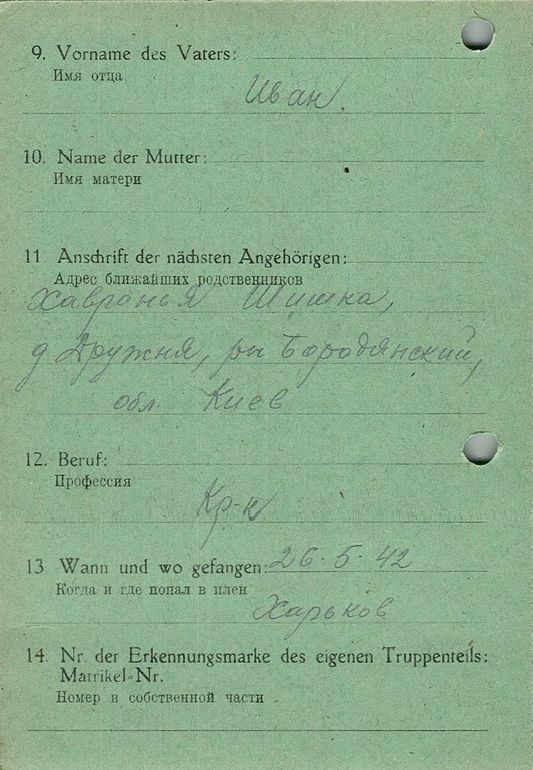 9. Vorname des Vaters:
Имя отца
Иван.
10. Name der Mutter:
Имя матери
11. Anschrift der nächsten Angehörigen:
Адрес ближайших родственников
Хавронья Шишка,
д Дружня, рн Бородянский,
обл. Киев
12. Beruf:
Профессия
Кр-н
13 Wann und wo gefangen: 26.5.42
Когда и где попал в плен
Харьков
14. Nr. der Erkennungsmarke des eigenen Truppenteils:
Matrikel-Nr.
Номер в собственной части